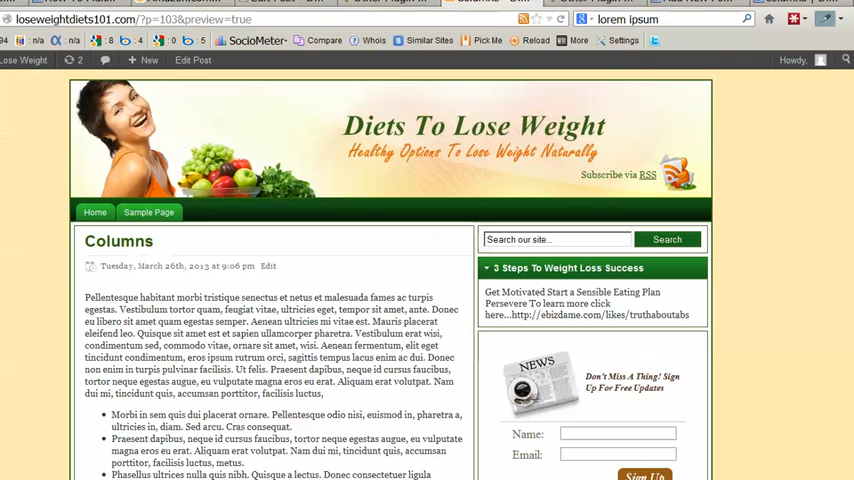 loseweightdiets101.com/?p=103&preview=true
lorem ipsum
: n/a
: n/a
: 8
: 4
: 0
: 5
SocioMeter
Compare
Whois
Similar Sites
Pick Me
Reload
More
Settings
Lose Weight
2
New
Edit Post
Howdy,
Diets To Lose Weight
Healthy Options To Lose Weight Naturally
Subscribe via RSS
Home
Sample Page
Columns
Tuesday, March 26th, 2013 at 9:06 pm Edit
Pellentesque habitant morbi tristique senectus et netus et malesuada fames ac turpis
egestas. Vestibulum tortor quam, feugiat vitae, ultricies eget, tempor sit amet, ante. Donec
eu libero sit amet quam egestas semper. Aenean ultricies mi vitae est. Mauris placerat
eleifend leo. Quisque sit amet est et sapien ullamcorper pharetra. Vestibulum erat wisi,
condimentum sed, commodo vitae, ornare sit amet, wisi. Aenean fermentum, elit eget
tincidunt condimentum, eros ipsum rutrum orci, sagittis tempus lacus enim ac dui. Donec
non enim in turpis pulvinar facilisis. Ut felis. Praesent dapibus, neque id cursus faucibus,
tortor neque egestas augue, eu vulputate magna eros eu erat. Aliquam erat volutpat. Nam
dui mi, tincidunt quis, accumsan porttitor, facilisis luctus,
Morbi in sem quis dui placerat ornare. Pellentesque odio nisi, euismod in, pharetra a,
ultricies in, diam. Sed arcu. Cras consequat.
Praesent dapibus, neque id cursus faucibus, tortor neque egestas augue, eu vulputate
magna eros eu erat. Aliquam erat volutpat. Nam dui mi, tincidunt quis, accumsan
porttitor, facilisis luctus, metus.
Phasellus ultrices nulla quis nibh. Quisque a lectus. Donec consectetuer ligula
Search our site...
Search
3 Steps To Weight Loss Success
Get Motivated Start a Sensible Eating Plan
Persevere To learn more click
here...http://ebizdame.com/likes/truthaboutabs
NEWS
Don't Miss A Thing! Sign
Up For Free Updates
Name:
Email:
Sign Up